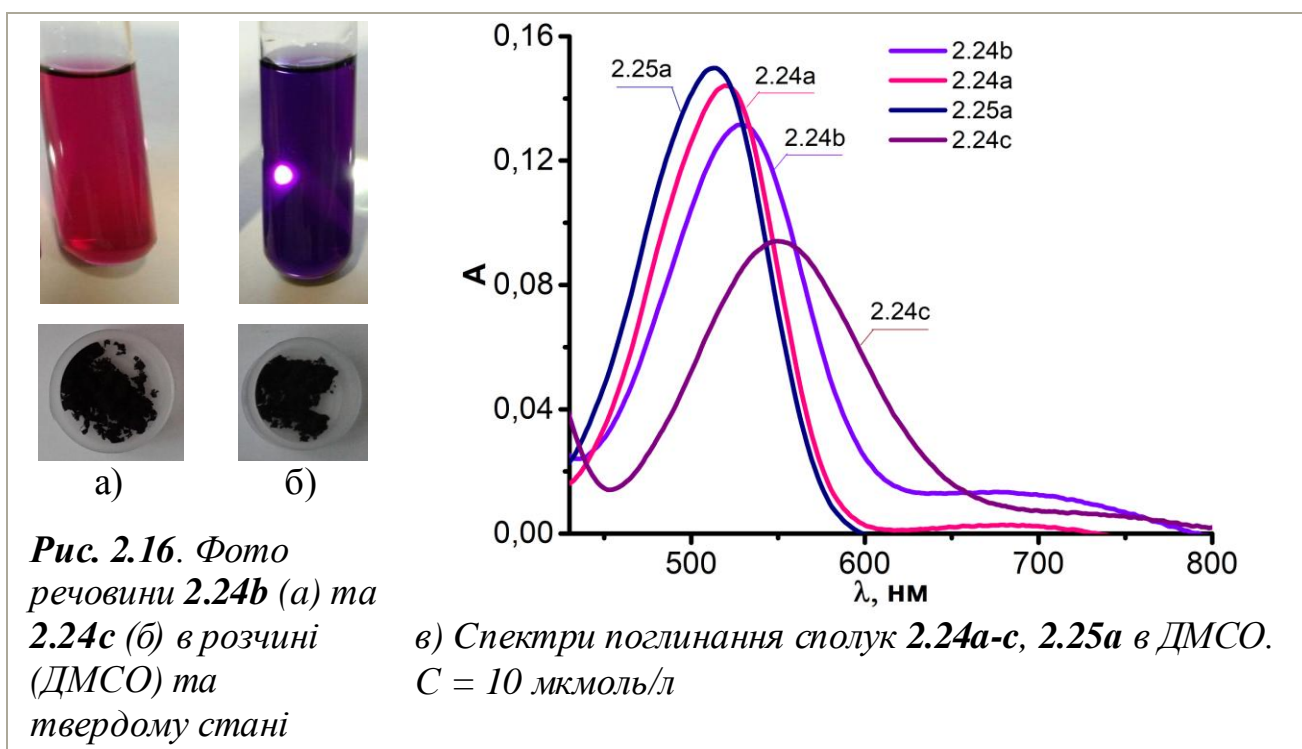 а)
б)
Рис. 2.16. Фото
речовини 2.24b (а) та
2.24c (б) в розчині
(ДМСО) та
твердому стані
0,16
0,12
0,08
0,04
0,00
A
500
600
700
800
λ, нм
2.25a
2.24a
2.24b
2.24c
2.24b
2.24a
2.25a
2.24c
в) Спектри поглинання сполук 2.24a-c, 2.25a в ДМСО.
C = 10 мкмоль/л